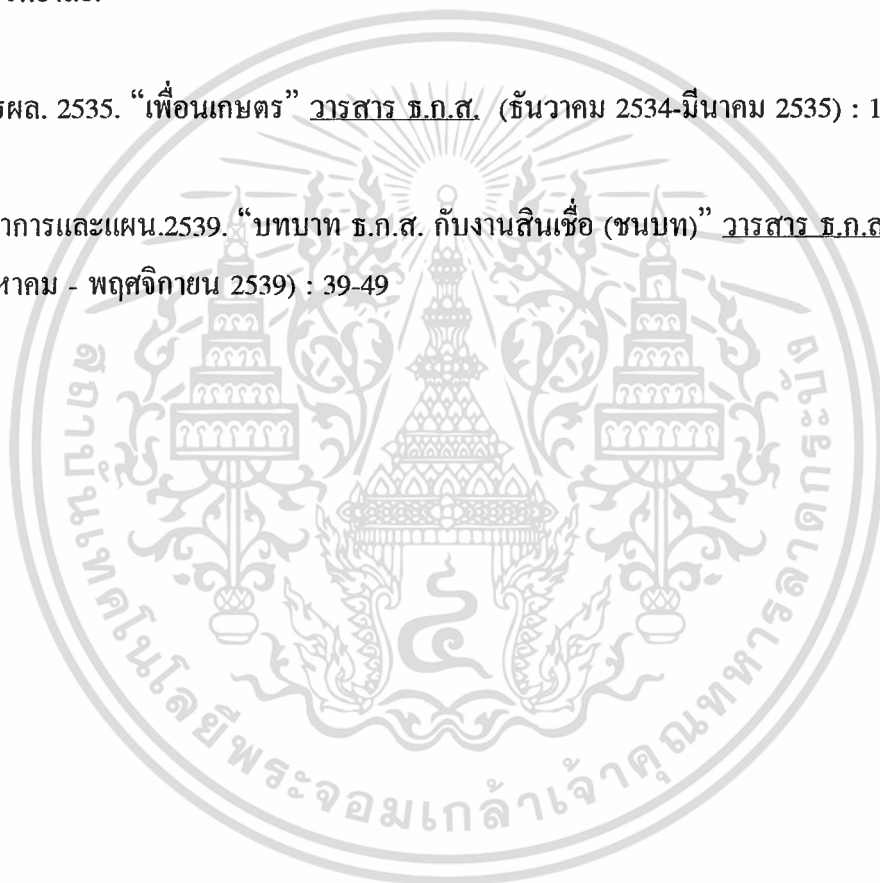 รผล. 2535. “เพื่อนเกษตร” วารสาร ธ.ก.ส. (ธันวาคม 2534-มีนาคม 2535) : 1
าการและแผน.2539. “บทบาท ธ.ก.ส. กับงานสินเชื่อ (ชนบท)” วารสาร ธ.ก.ส
หาคม - พฤศจิกายน 2539) : 39-49
สถาบันเทคโนโลยีพระจอมเกล้าเจ้าคุณทหารลาดกระบัง